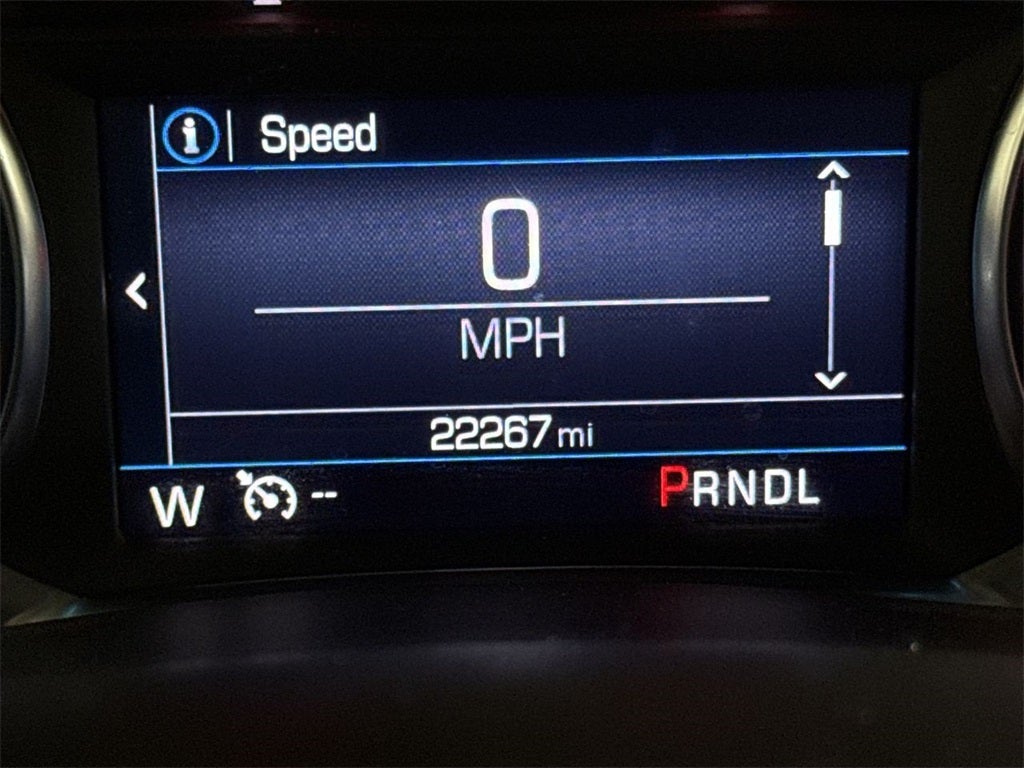 Speed
0
MPH
22267 mi
W -- PRNDL